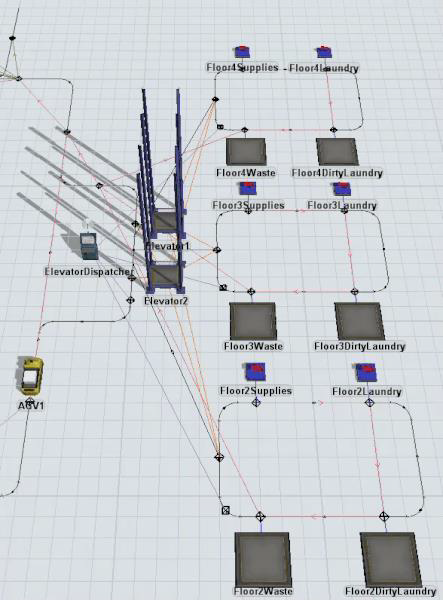 Floor4Supplies
Floor4Laundry
Floor4Waste
Floor4DirtyLaundry
Floor3Supplies
Floor3Laundry
Elevator1
ElevatorDispatcher
Elevator2
Floor3Waste
Floor3DirtyLaundry
Floor2Supplies
Floor2Laundry
AGV1
Floor2Waste
Floor2DirtyLaundry